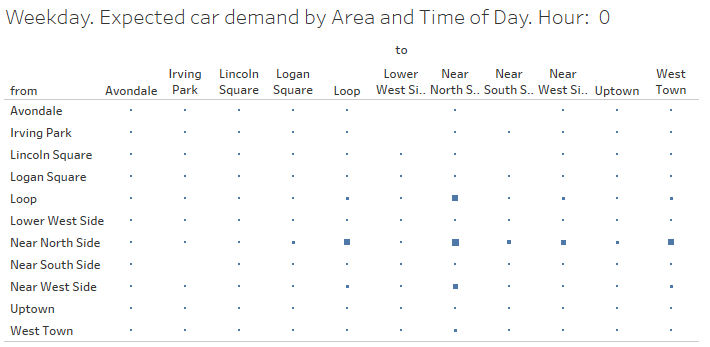 Weekday. Expected car demand by Area and Time of Day. Hour: 0
to
from Avondale Irving Park Lincoln Square Logan Square Loop Lower West Si.. Near North S.. Near South S.. Near West Si.. Uptown West Town
Avondale
Irving Park
Lincoln Square
Logan Square
Loop
Lower West Side
Near North Side
Near South Side
Near West Side
Uptown
West Town